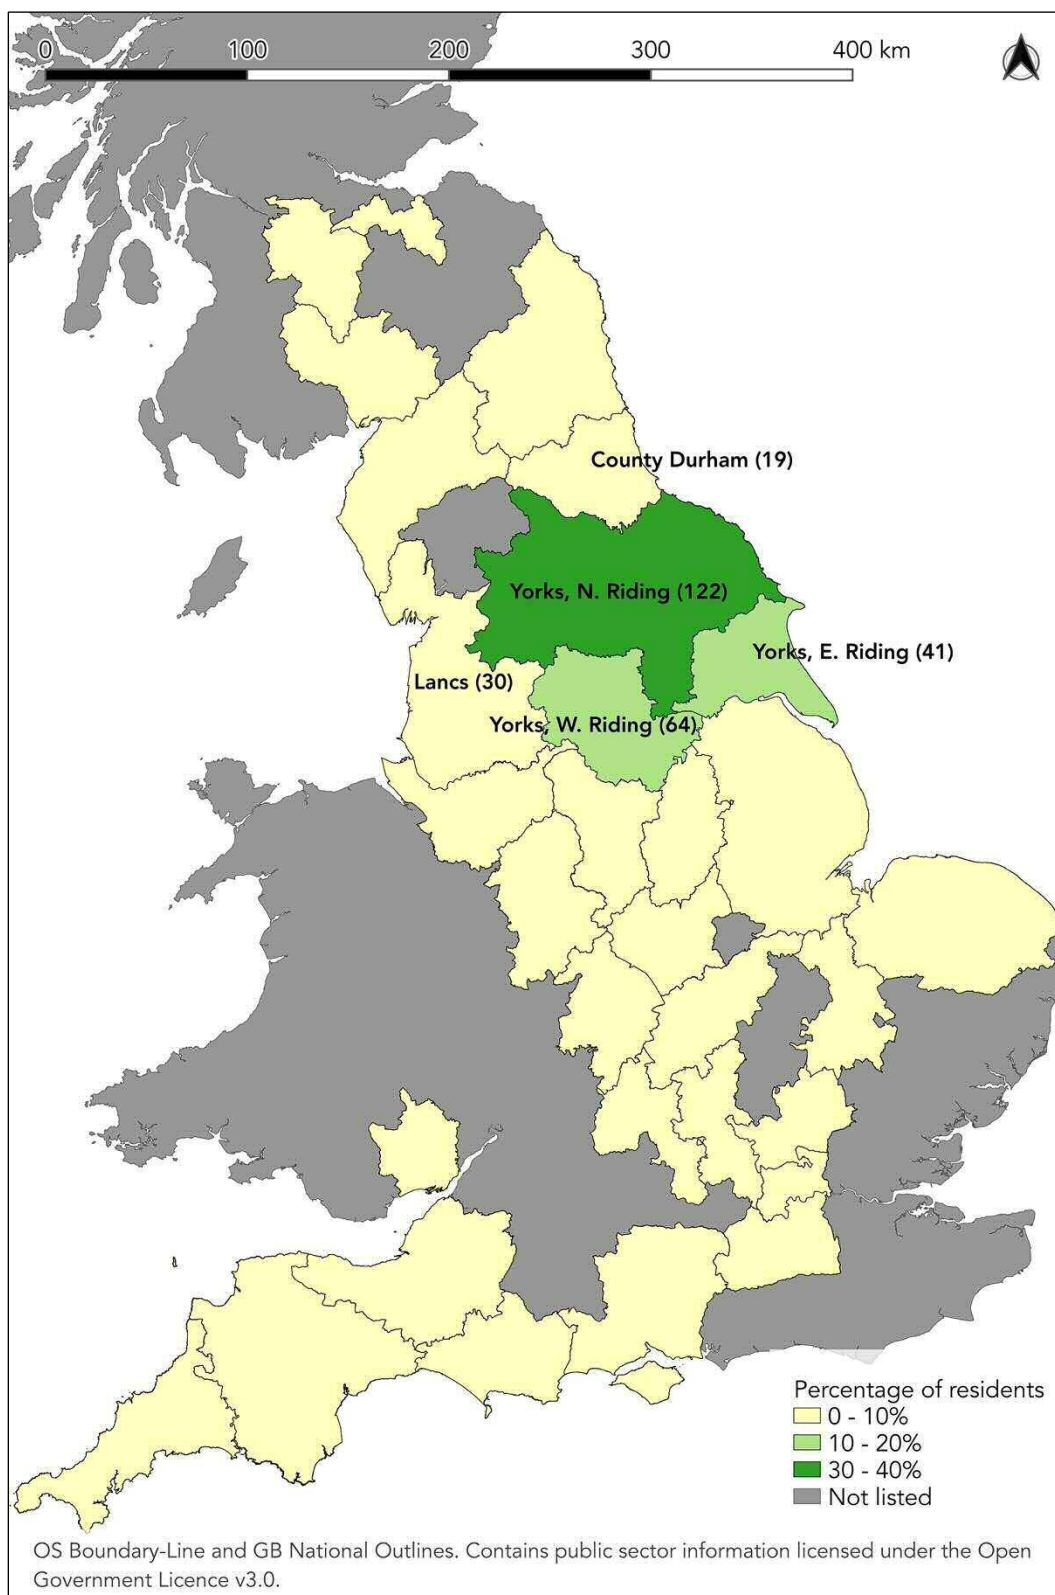 0 100 200 300 400 km
County Durham (19)
Yorks, N. Riding (122)
Yorks, E. Riding (41)
Lancs (30)
Yorks, W. Riding (64)
Percentage of residents
0 - 10%
10 - 20%
30 - 40%
Not listed
OS Boundary-Line and GB National Outlines. Contains public sector information licensed under the Open
Government Licence v3.0.